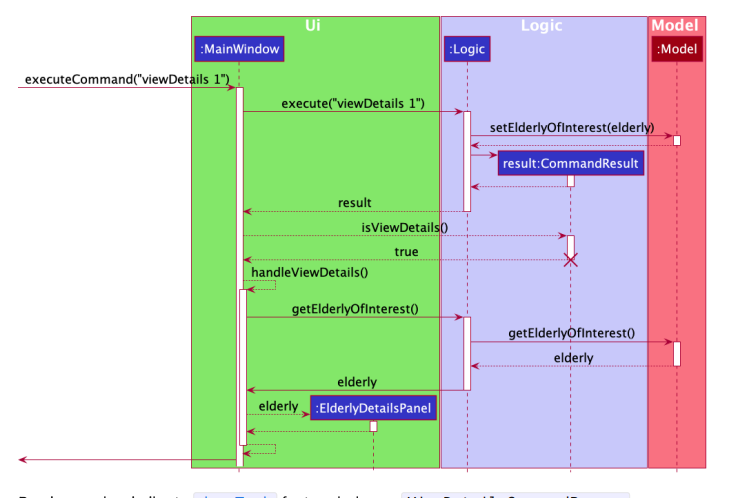 Ui
Logic
Model
:MainWindow
:Logic
:Model
executeCommand("viewDetails 1")
execute("viewDetails 1")
setElderlyOfInterest(elderly)
result:CommandResult
result
isViewDetails()
true
handleViewDetails()
getElderlyOfInterest()
getElderlyOfInterest()
elderly
elderly
elderly
:ElderlyDetailsPanel